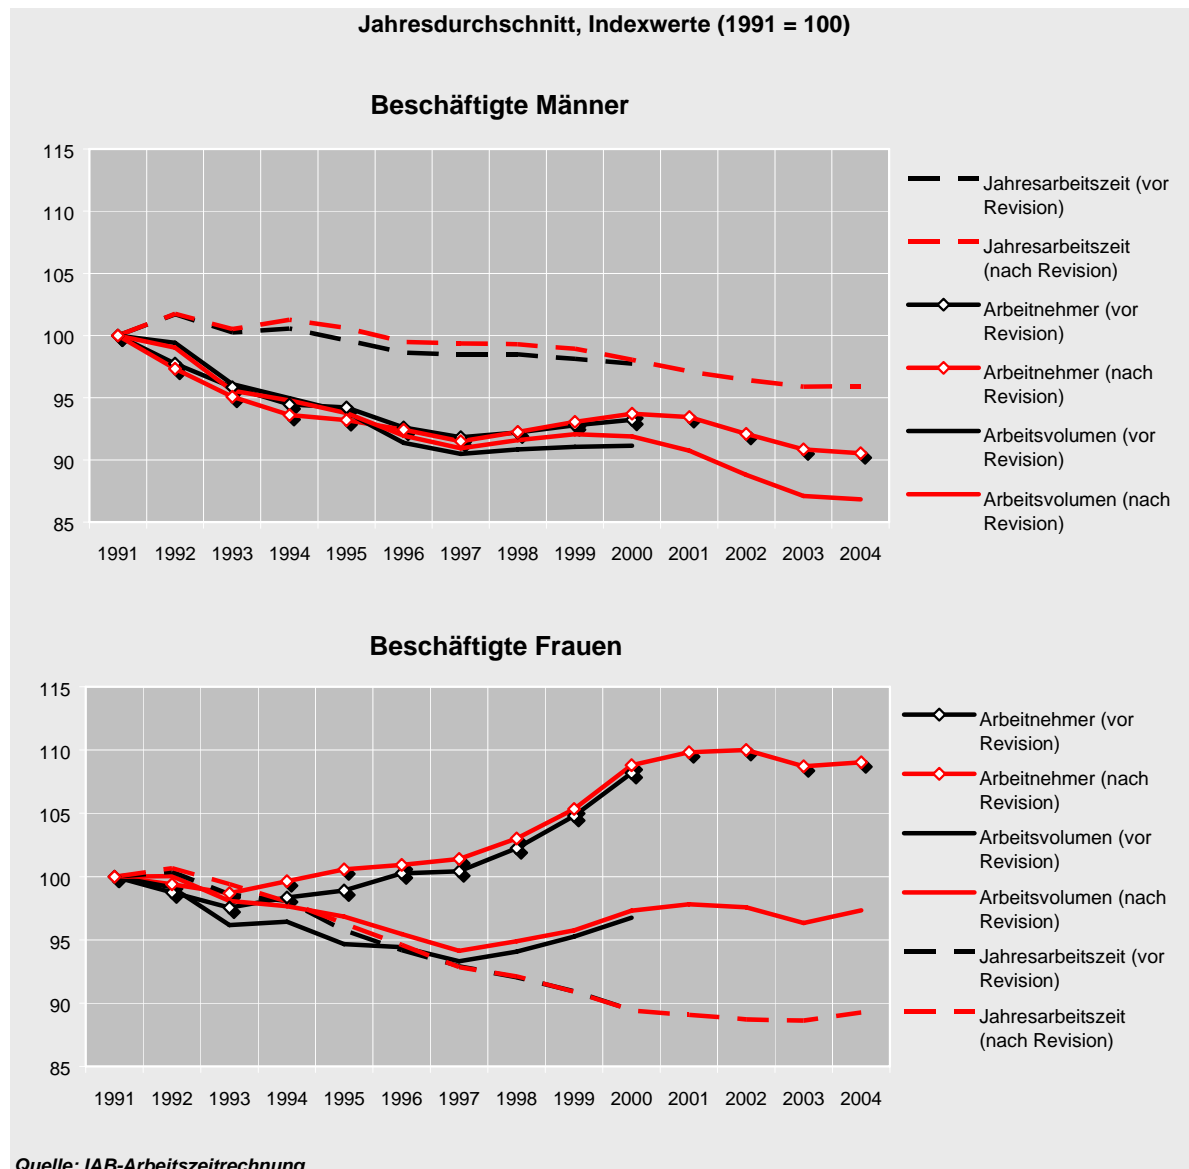 Jahresdurchschnitt, Indexwerte (1991 = 100)
Beschäftigte Männer
115
110
105
100
95
90
85
1991 1992 1993 1994 1995 1996 1997 1998 1999 2000 2001 2002 2003 2004
Jahresarbeitszeit (vor
Revision)
Jahresarbeitszeit
(nach Revision)
Arbeitnehmer (vor
Revision)
Arbeitnehmer (nach
Revision)
Arbeitsvolumen (vor
Revision)
Arbeitsvolumen (nach
Revision)
Beschäftigte Frauen
115
110
105
100
95
90
85
1991 1992 1993 1994 1995 1996 1997 1998 1999 2000 2001 2002 2003 2004
Arbeitnehmer (vor
Revision)
Arbeitnehmer (nach
Revision)
Arbeitsvolumen (vor
Revision)
Arbeitsvolumen (nach
Revision)
Jahresarbeitszeit (vor
Revision)
Jahresarbeitszeit
(nach Revision)
Quelle: IAB-Arbeitszeitrechnung